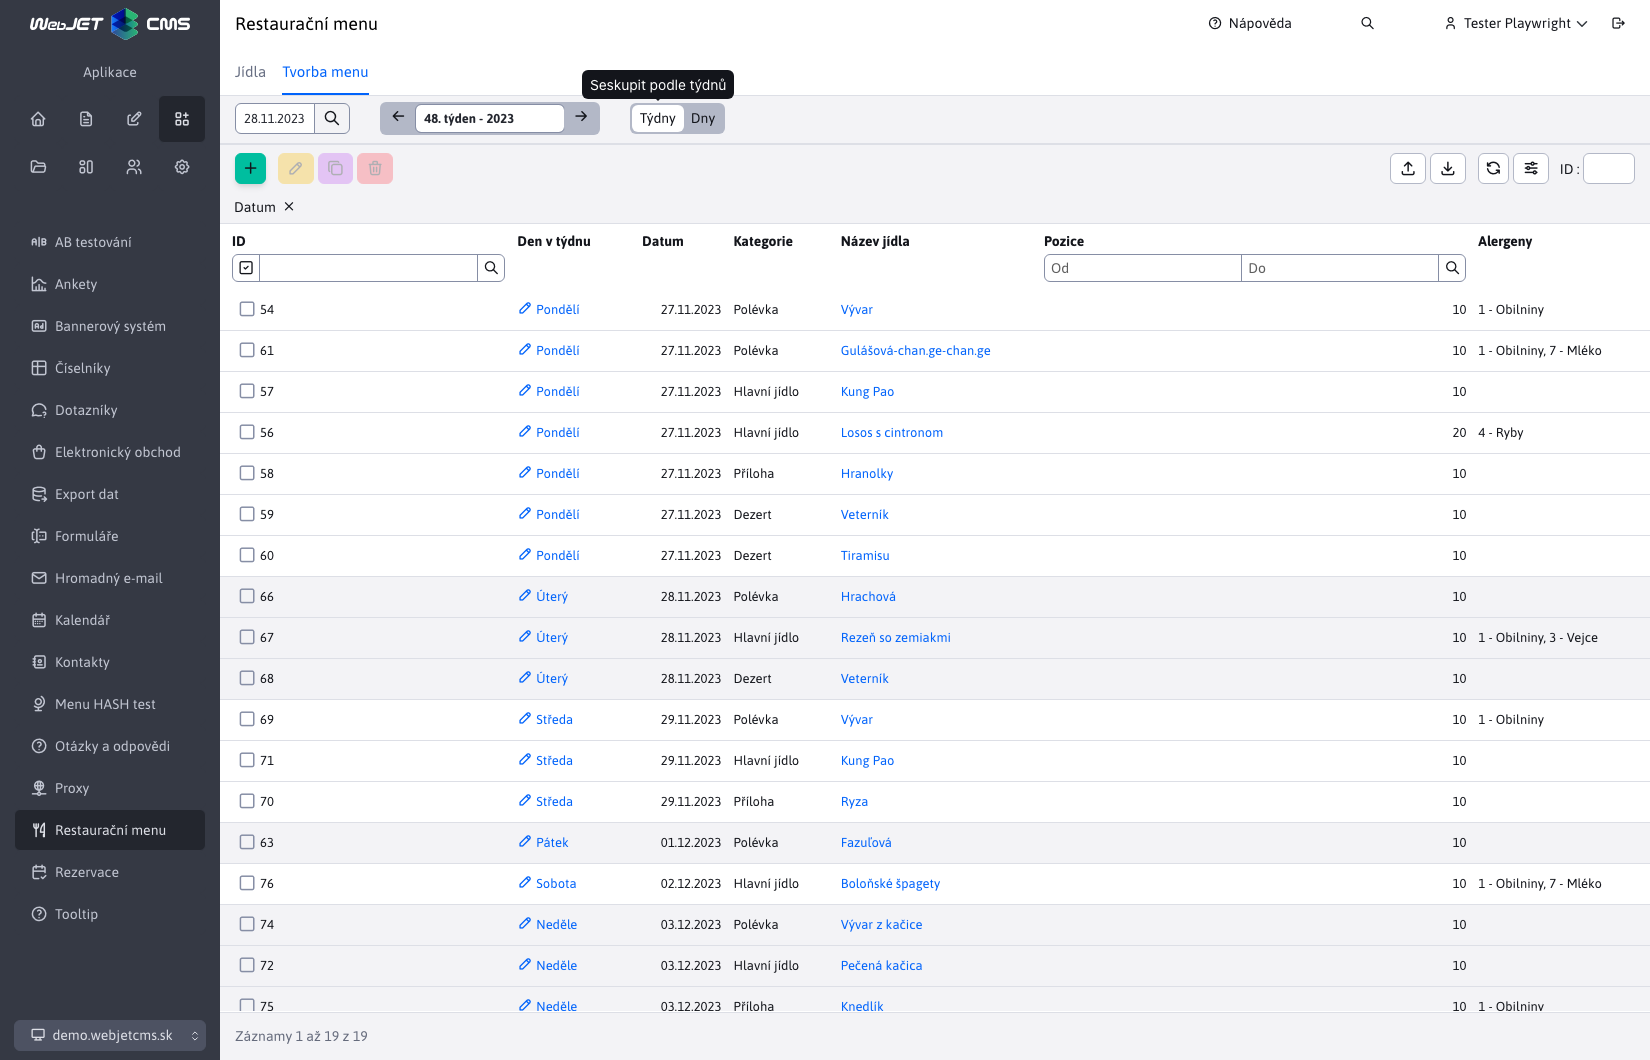 WebJET CMS
Restaurační menu
Nápověda
Tester Playwright
Aplikace
Jídla
Tvorba menu
Seskupit podle týdnů
28.11.2023
48. týden - 2023
Týdny
Dny
ID :
Datum ×
ID
Den v týdnu
Datum
Kategorie
Název jídla
Pozice
Alergeny
Od
Do
54 Pondělí 27.11.2023 Polévka Vývar 10 1 - Obilniny
61 Pondělí 27.11.2023 Polévka Gulášová-chan.ge-chan.ge 10 1 - Obilniny, 7 - Mléko
57 Pondělí 27.11.2023 Hlavní jídlo Kung Pao 10
56 Pondělí 27.11.2023 Hlavní jídlo Losos s cintronom 20 4 - Ryby
58 Pondělí 27.11.2023 Příloha Hranolky 10
59 Pondělí 27.11.2023 Dezert Veterník 10
60 Pondělí 27.11.2023 Dezert Tiramisu 10
66 Úterý 28.11.2023 Polévka Hrachová 10
67 Úterý 28.11.2023 Hlavní jídlo Rezeň so zemiakmi 10 1 - Obilniny, 3 - Vejce
68 Úterý 28.11.2023 Dezert Veterník 10
69 Středa 29.11.2023 Polévka Vývar 10 1 - Obilniny
71 Středa 29.11.2023 Hlavní jídlo Kung Pao 10
70 Středa 29.11.2023 Příloha Ryza 10
63 Pátek 01.12.2023 Polévka Fazuľová 10
76 Sobota 02.12.2023 Hlavní jídlo Boloňské špagety 10 1 - Obilniny, 7 - Mléko
74 Neděle 03.12.2023 Polévka Vývar z kačice 10
72 Neděle 03.12.2023 Hlavní jídlo Pečená kačica 10
75 Neděle 03.12.2023 Příloha Knedlík 10 1 - Obilniny
Záznamy 1 až 19 z 19
AB testování
Ankety
Bannerový systém
Číselníky
Dotazníky
Elektronický obchod
Export dat
Formuláře
Hromadný e-mail
Kalendář
Kontakty
Menu HASH test
Otázky a odpovědi
Proxy
Restaurační menu
Rezervace
Tooltip
demo.webjetcms.sk